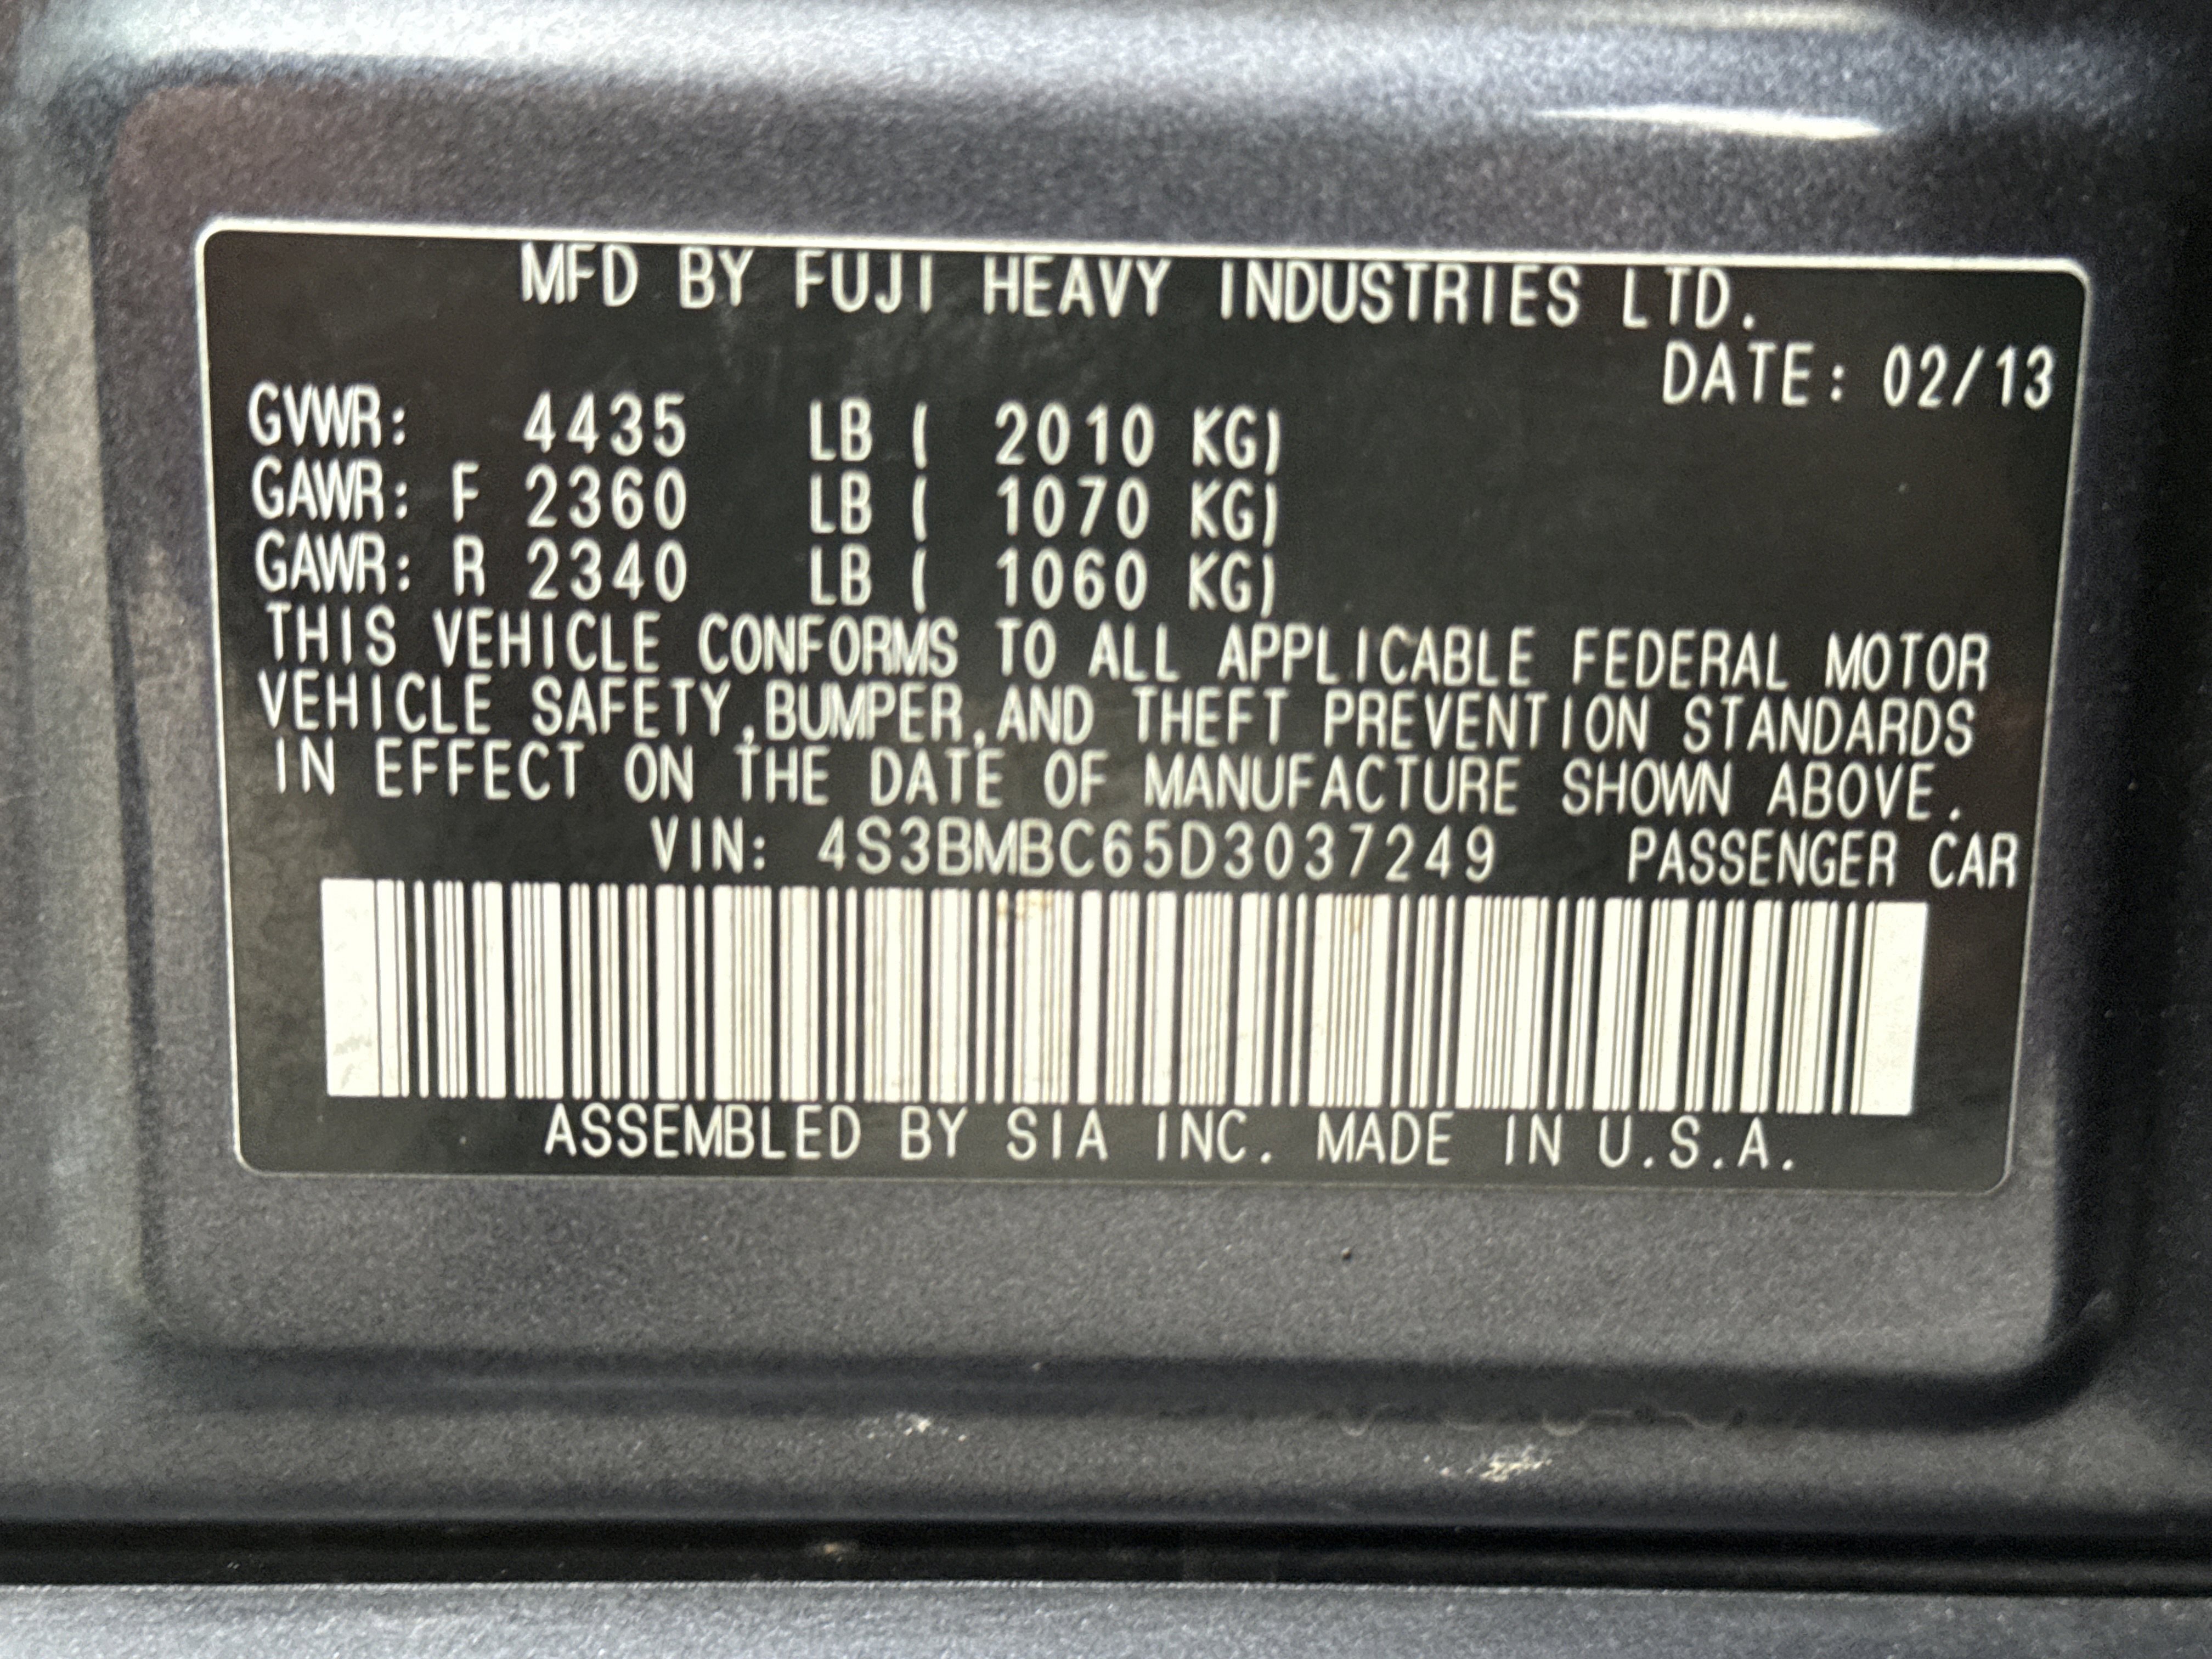 MFD BY FUJI HEAVY INDUSTRIES LTD.
DATE: 02/13
GVWR: 4435 LB ( 2010 KG)
GAWR: F 2360 LB ( 1070 KG)
GAWR: R 2340 LB ( 1060 KG)
THIS VEHICLE CONFORMS TO ALL APPLICABLE FEDERAL MOTOR
VEHICLE SAFETY,BUMPER,AND THEFT PREVENTION STANDARDS
IN EFFECT ON THE DATE OF MANUFACTURE SHOWN ABOVE.
VIN: 4S3BMBC65D3037249 PASSENGER CAR
ASSEMBLED BY SIA INC. MADE IN U.S.A.